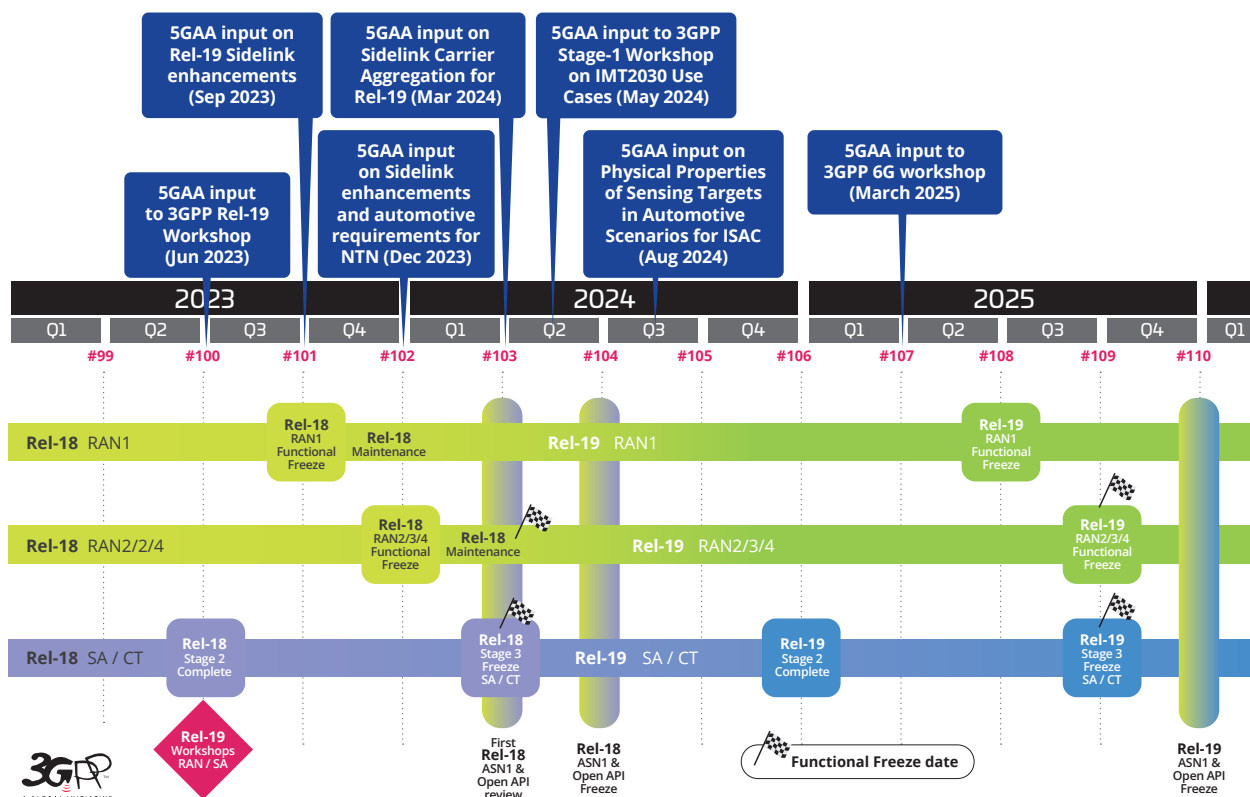 5GAA input on
Rel-19 Sidelink
enhancements
(Sep 2023)
5GAA input on
Sidelink Carrier
Aggregation for
Rel-19 (Mar 2024)
5GAA input to 3GPP
Stage-1 Workshop
on IMT2030 Use
Cases (May 2024)
5GAA input
to 3GPP Rel-19
Workshop
(Jun 2023)
5GAA input
on Sidelink
enhancements
and automotive
requirements for
NTN (Dec 2023)
5GAA input on
Physical Properties
of Sensing Targets
in Automotive
Scenarios for ISAC
(Aug 2024)
5GAA input to
3GPP 6G workshop
(March 2025)
2023 2024 2025
Q1 Q2 Q3 Q4 Q1 Q2 Q3 Q4 Q1 Q2 Q3 Q4 Q1
#99 #100 #101 #102 #103 #104 #105 #106 #107 #108 #109 #110
Rel-18 RAN1
Rel-18
RAN1
Functional
Freeze
Rel-18
Maintenance
Rel-19 RAN1
Rel-19
RAN1
Functional
Freeze
Rel-18 RAN2/2/4
Rel-18
RAN2/3/4
Functional
Freeze
Rel-18
Maintenance
Rel-19 RAN2/3/4
Rel-19
RAN2/3/4
Functional
Freeze
Rel-18 SA / CT
Rel-18
Stage 2
Complete
Rel-18
Stage 3
Freeze
SA / CT
Rel-19 SA / CT
Rel-19
Stage 2
Complete
Rel-19
Stage 3
Freeze
SA / CT
Rel-19
Workshops
RAN / SA
First
Rel-18
ASN1 &
Open API
review
Rel-18
ASN1 &
Open API
Freeze
Functional Freeze date
Rel-19
ASN1 &
Open API
Freeze
3GPP